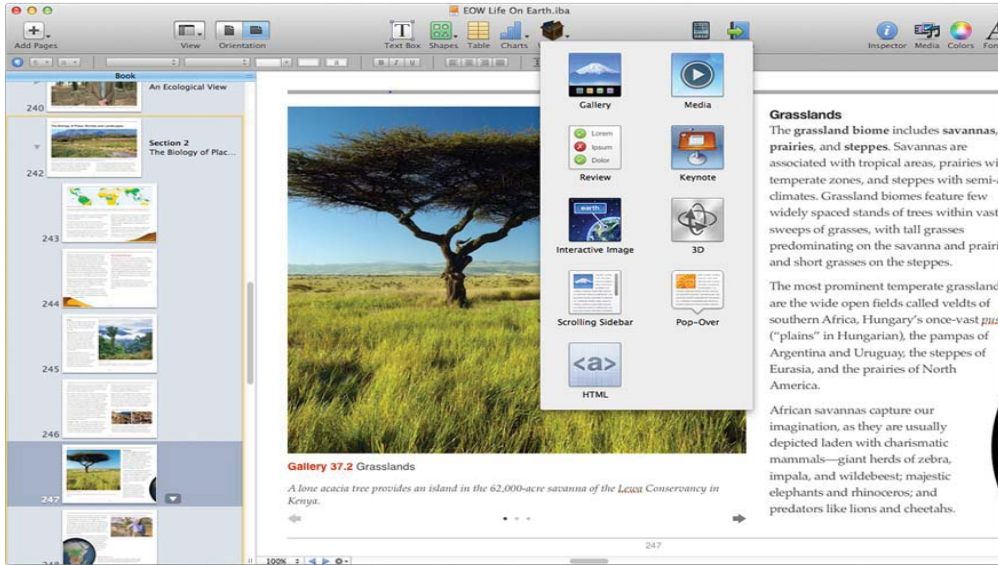 EOW Life On Earth.iba
Add Pages
View
Orientation
Text Box
Shapes
Table
Charts
Inspector
Media
Colors
Book
An Ecological View
240
Section 2
The Biology of Plac...
242
243
244
245
246
247
Gallery
Media
Lorem
Ipsum
Dolor
Review
Keynote
earth
Interactive Image
3D
Scrolling Sidebar
Pop-Over
<a>
HTML
Gallery 37.2 Grasslands
A lone acacia tree provides an island in the 62,000-acre savanna of the Lewa Conservancy in
Kenya.
Grasslands
The grassland biome includes savannas,
prairies, and steppes. Savannas are
associated with tropical areas, prairies wi
temperate zones, and steppes with semi-a
climates. Grassland biomes feature few
widely spaced stands of trees within vast
sweeps of grasses, with tall grasses
predominating on the savanna and prairi
and short grasses on the steppes.
The most prominent temperate grassland
are the wide open fields called veldts of
southern Africa, Hungary's once-vast pus
("plains" in Hungarian), the pampas of
Argentina and Uruguay, the steppes of
Eurasia, and the prairies of North
America.
African savannas capture our
imagination, as they are usually
depicted laden with charismatic
mammals—giant herds of zebra,
impala, and wildebeest; majestic
elephants and rhinoceros; and
predators like lions and cheetahs.
247
100%